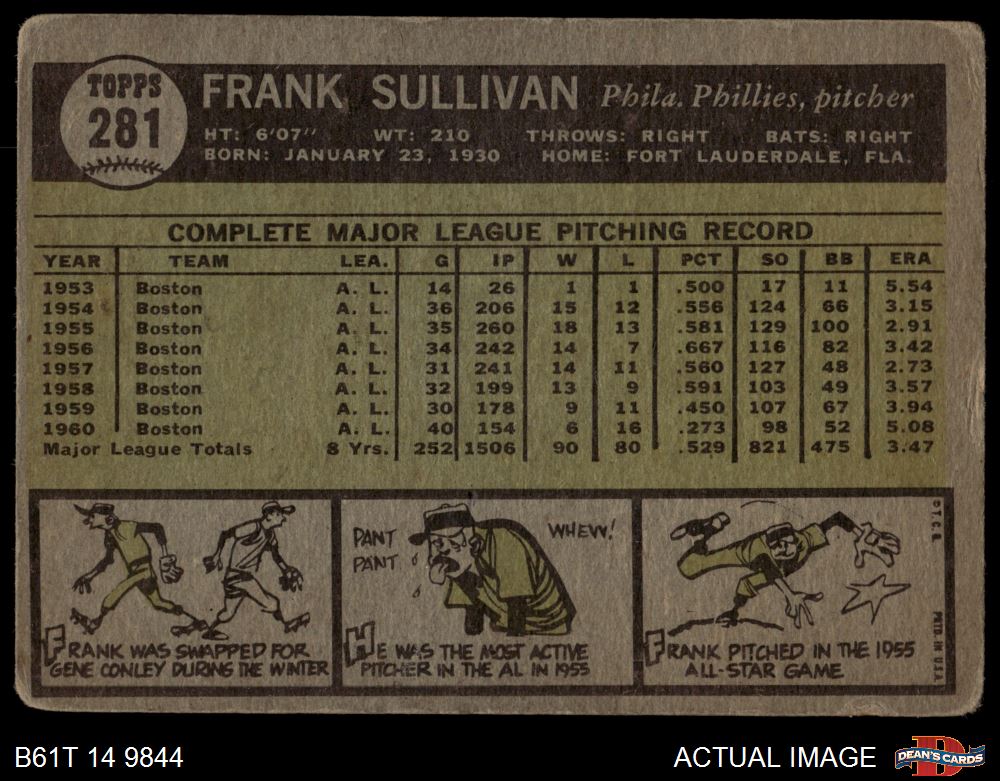 TOPPS
281
FRANK SULLIVAN Phila. Phillies, pitcher
HT: 6'07" WT: 210 THROWS: RIGHT BATS: RIGHT
BORN: JANUARY 23, 1930 HOME: FORT LAUDERDALE, FLA.
COMPLETE MAJOR LEAGUE PITCHING RECORD
YEAR TEAM LEA. G IP W L PCT SO BB ERA
1953 Boston A. L. 14 26 1 1 .500 17 11 5.54
1954 Boston A. L. 36 206 15 12 .556 124 66 3.15
1955 Boston A. L. 35 260 18 13 .581 129 100 2.91
1956 Boston A. L. 34 242 14 7 .667 116 82 3.42
1957 Boston A. L. 31 241 14 11 .560 127 48 2.73
1958 Boston A. L. 32 199 13 9 .591 103 49 3.57
1959 Boston A. L. 30 178 9 11 .450 107 67 3.94
1960 Boston A. L. 40 154 6 16 .273 98 52 5.08
Major League Totals 8 Yrs. 252 1506 90 80 .529 821 475 3.47
FRANK WAS SWAPPED FOR
GENE CONLEY DURING THE WINTER
PANT
PANT
WHEW!
HE WAS THE MOST ACTIVE
PITCHER IN THE AL IN 1955
FRANK PITCHED IN THE 1955
ALL-STAR GAME
© T. C. G.
PRTD. IN U.S.A.
B61T 14 9844
ACTUAL IMAGE
D
DEAN'S CARDS